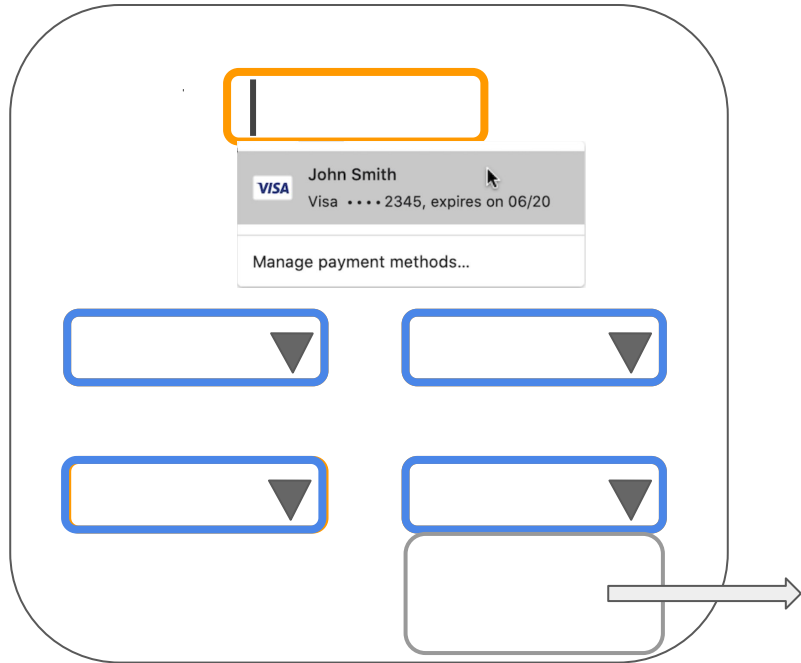 VISA
John Smith
Visa •••• 2345, expires on 06/20
Manage payment methods...